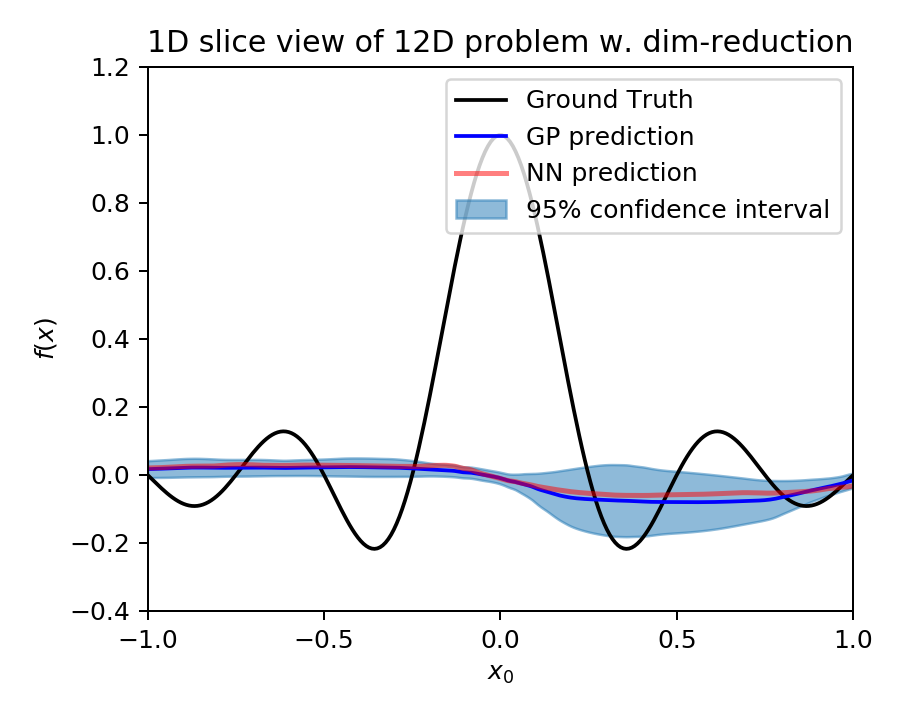 1D slice view of 12D problem w. dim-reduction
1.2
1.0
0.8
0.6
0.4
0.2
0.0
−0.2
−0.4
f(x)
Ground Truth
GP prediction
NN prediction
95% confidence interval
−1.0 −0.5 0.0 0.5 1.0
x₀